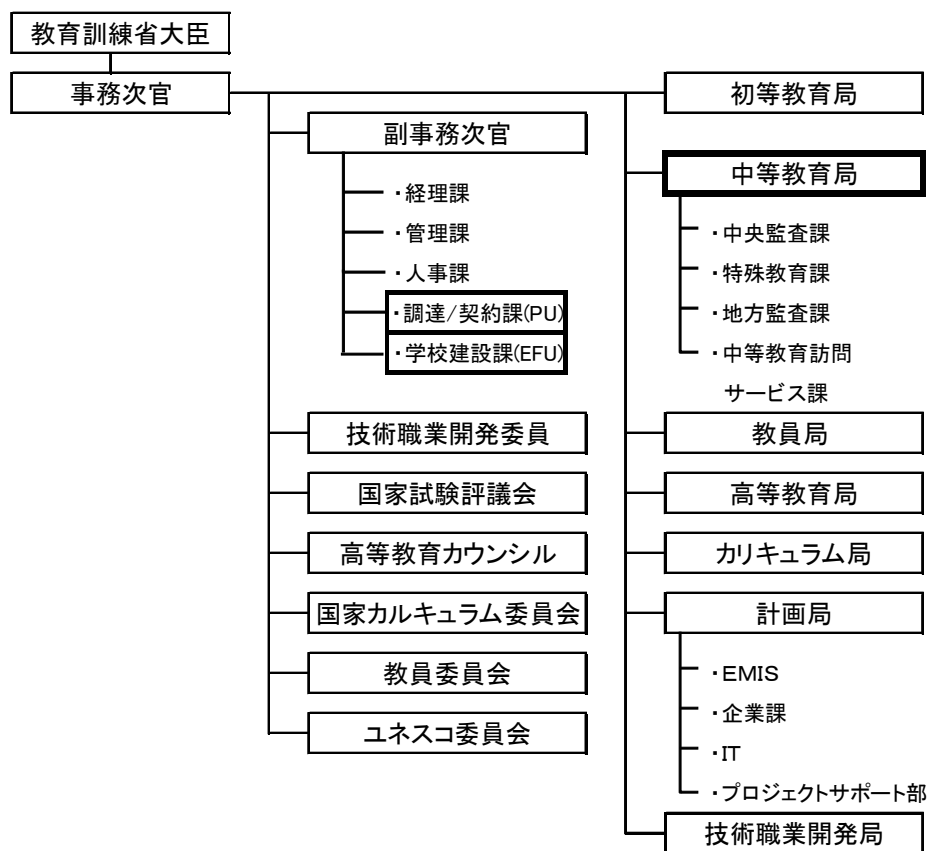 教育訓練省大臣
事務次官
副事務次官
・経理課
・管理課
・人事課
・調達/契約課(PU)
・学校建設課(EFU)
技術職業開発委員
国家試験評議会
高等教育カウンシル
国家カルキュラム委員会
教員委員会
ユネスコ委員会
初等教育局
中等教育局
・中央監査課
・特殊教育課
・地方監査課
・中等教育訪問
サービス課
教員局
高等教育局
カリキュラム局
計画局
・EMIS
・企業課
・IT
・プロジェクトサポート部
技術職業開発局